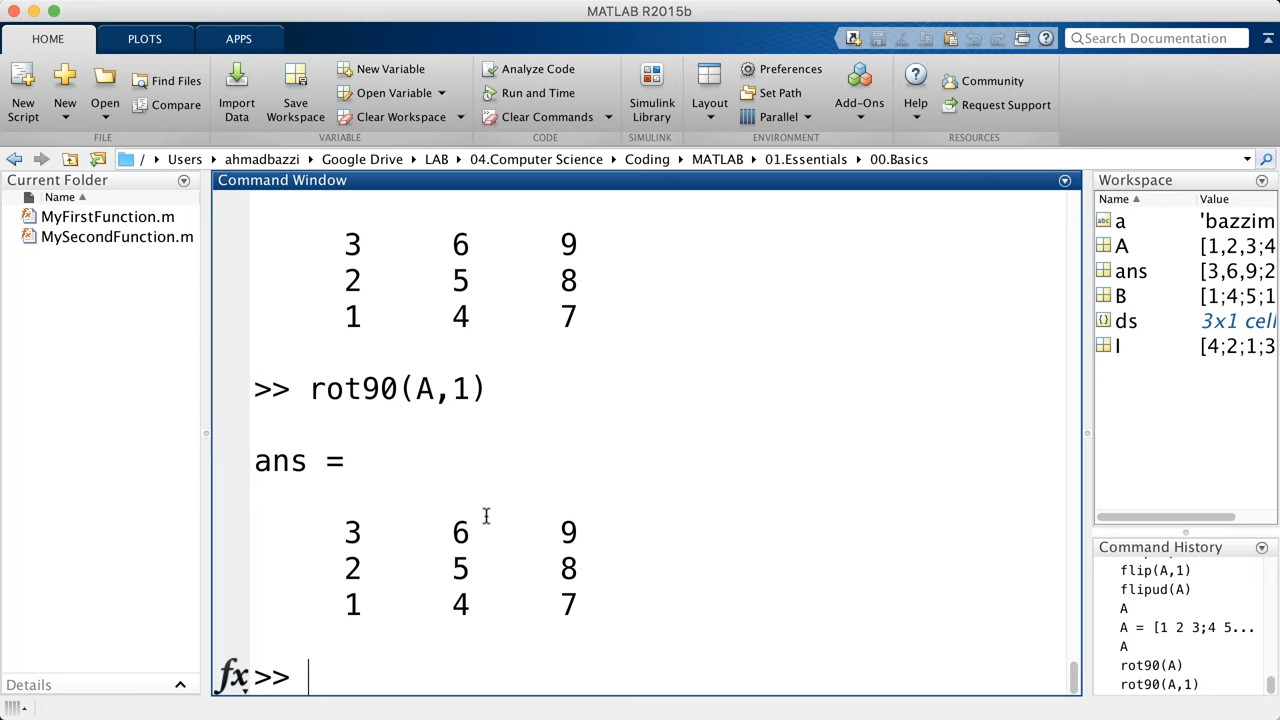 MATLAB R2015b
HOME PLOTS APPS Search Documentation
New Script New Open Find Files Compare Import Data Save Workspace New Variable Open Variable Clear Workspace Analyze Code Run and Time Clear Commands Simulink Library Layout Preferences Set Path Parallel Add-Ons Help Community Request Support
FILE VARIABLE CODE SIMULINK ENVIRONMENT RESOURCES
/ Users ahmadbazzi Google Drive LAB 04.Computer Science Coding MATLAB 01.Essentials 00.Basics
Current Folder
Name
MyFirstFunction.m
MySecondFunction.m
Details
Command Window
3 6 9
2 5 8
1 4 7
>> rot90(A,1)
ans =
3 6 9
2 5 8
1 4 7
fx >>
Workspace
Name Value
a 'bazzim
A [1,2,3;4
ans [3,6,9;2
B [1;4;5;1
ds 3x1 cell
I [4;2;1;3
Command History
flip(A,1)
flipud(A)
A
A = [1 2 3;4 5...
A
rot90(A)
rot90(A,1)